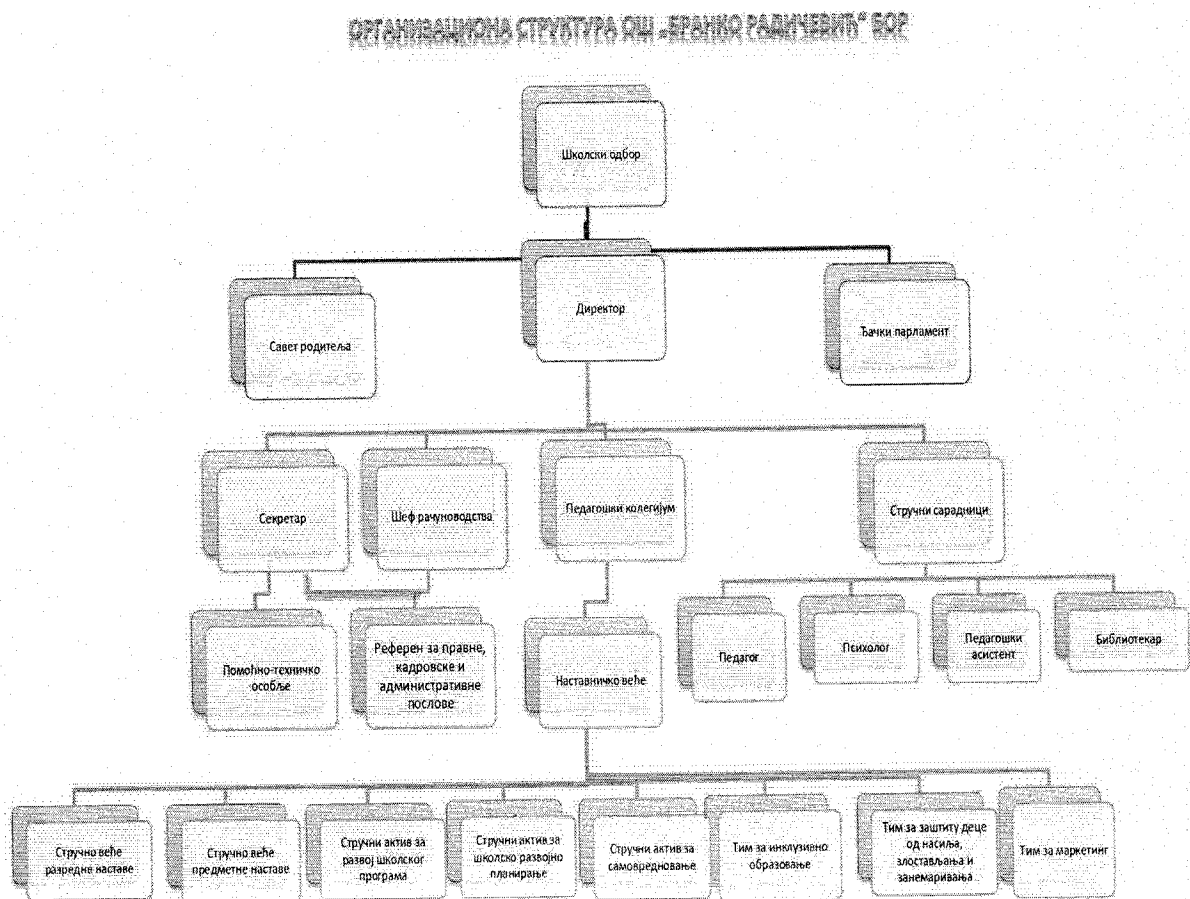 ОРГАНИЗАЦИОНА СТРУКТУРА ОШ „БРАНКО РАДИЧЕВИЋ“ БОР
Школски одбор
Савет родитеља
Директор
Ђачки парламент
Секретар
Шеф рачуноводства
Педагошки колегијум
Стручни сарадници
Помоћно-техничко
особље
Референ за правне,
кадровске и
административне
послове
Наставничко веће
Педагог
Психолог
Педагошки
асистент
Библиотекар
Стручно веће
разредне наставе
Стручно веће
предметне наставе
Стручни актив за
развој школског
програма
Стручни актив за
школско развојно
планирање
Стручни актив за
самовредновање
Тим за инклузивно
образовање
Тим за заштиту деце
од насиља,
злостављања и
занемаривања
Тим за маркетинг